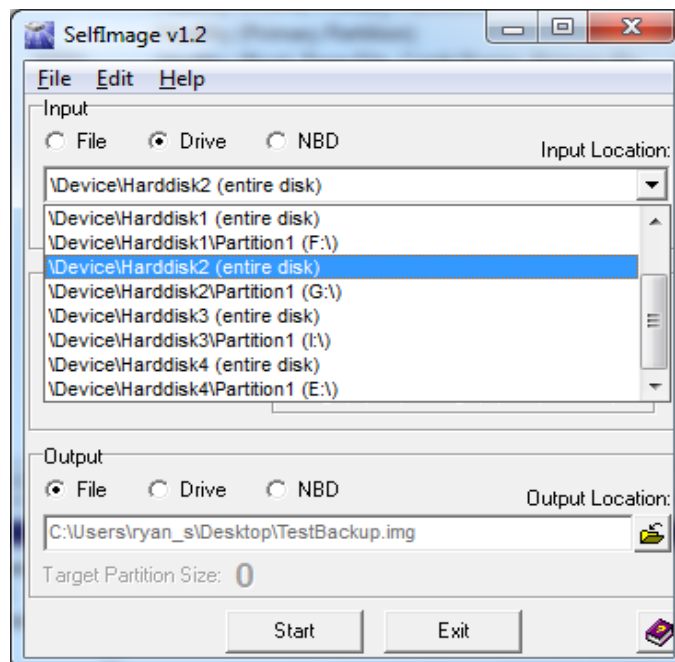 SelfImage v1.2
File Edit Help
Input
File Drive NBD
Input Location:
\Device\Harddisk2 (entire disk)
\Device\Harddisk1 (entire disk)
\Device\Harddisk1\Partition1 (F:\)
\Device\Harddisk2 (entire disk)
\Device\Harddisk2\Partition1 (G:\)
\Device\Harddisk3 (entire disk)
\Device\Harddisk3\Partition1 (I:\)
\Device\Harddisk4 (entire disk)
\Device\Harddisk4\Partition1 (E:\)
Output
File Drive NBD
Output Location:
C:\Users\ryan_s\Desktop\TestBackup.img
Target Partition Size: 0
Start Exit